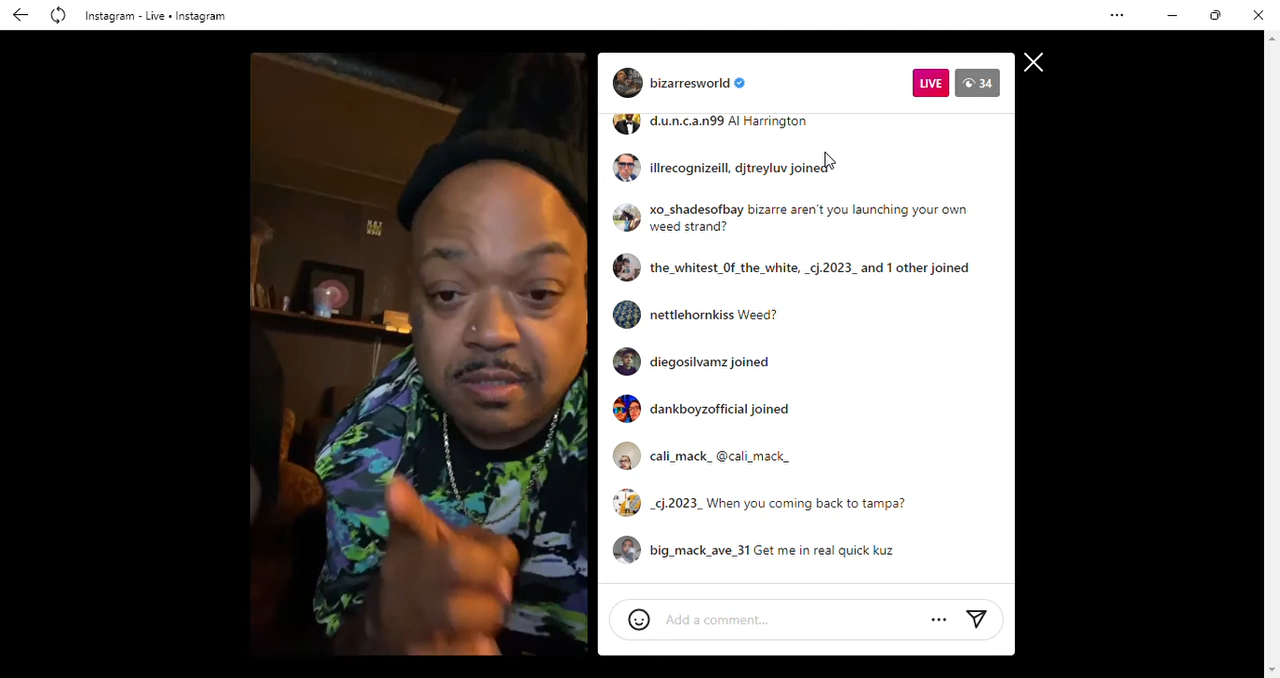 Instagram - Live • Instagram
bizarresworld
LIVE
34
d.u.n.c.a.n99 Al Harrington
illrecognizeill, djtreyluv joined
xo_shadesofbay bizarre aren't you launching your own
weed strand?
the_whitest_0f_the_white, _cj.2023_ and 1 other joined
nettlehornkiss Weed?
diegosilvamz joined
dankboyzofficial joined
cali_mack_ @cali_mack_
_cj.2023_ When you coming back to tampa?
big_mack_ave_31 Get me in real quick kuz
Add a comment...